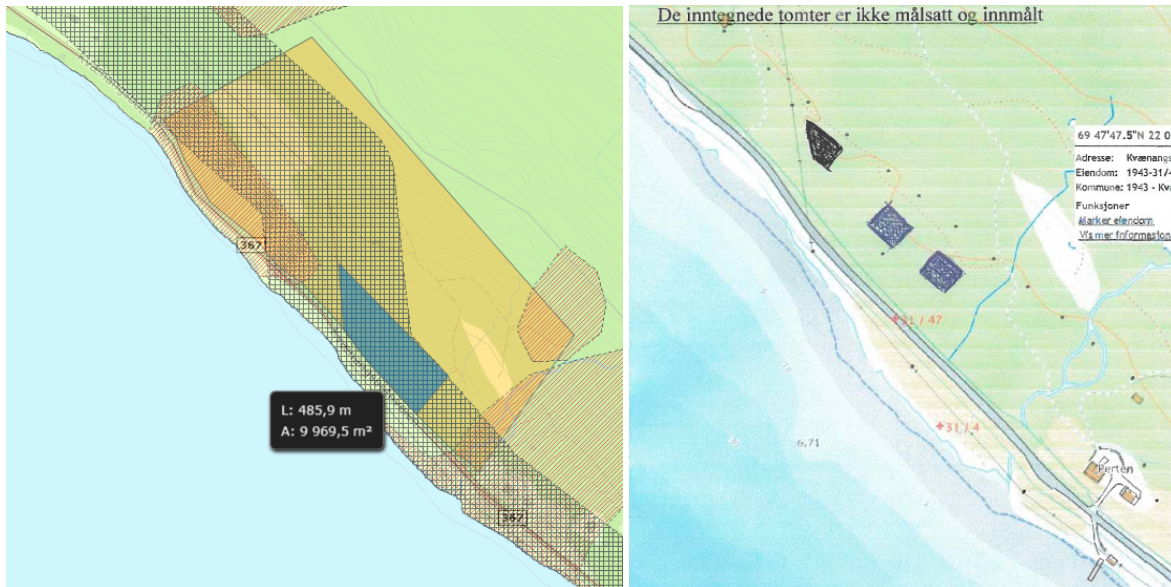 367
L: 485,9 m
A: 9 969,5 m²
367
De inntegnede tomter er ikke målsatt og innmålt
69 47'47.5"N 22 0
Adresse: Kvænangs
Eiendom: 1943-31/4
Kommune: 1943 - Kva
Funksjoner
Marker eiendom
Vis mer informasjon
31 / 47
31 / 4
6,71
Perten